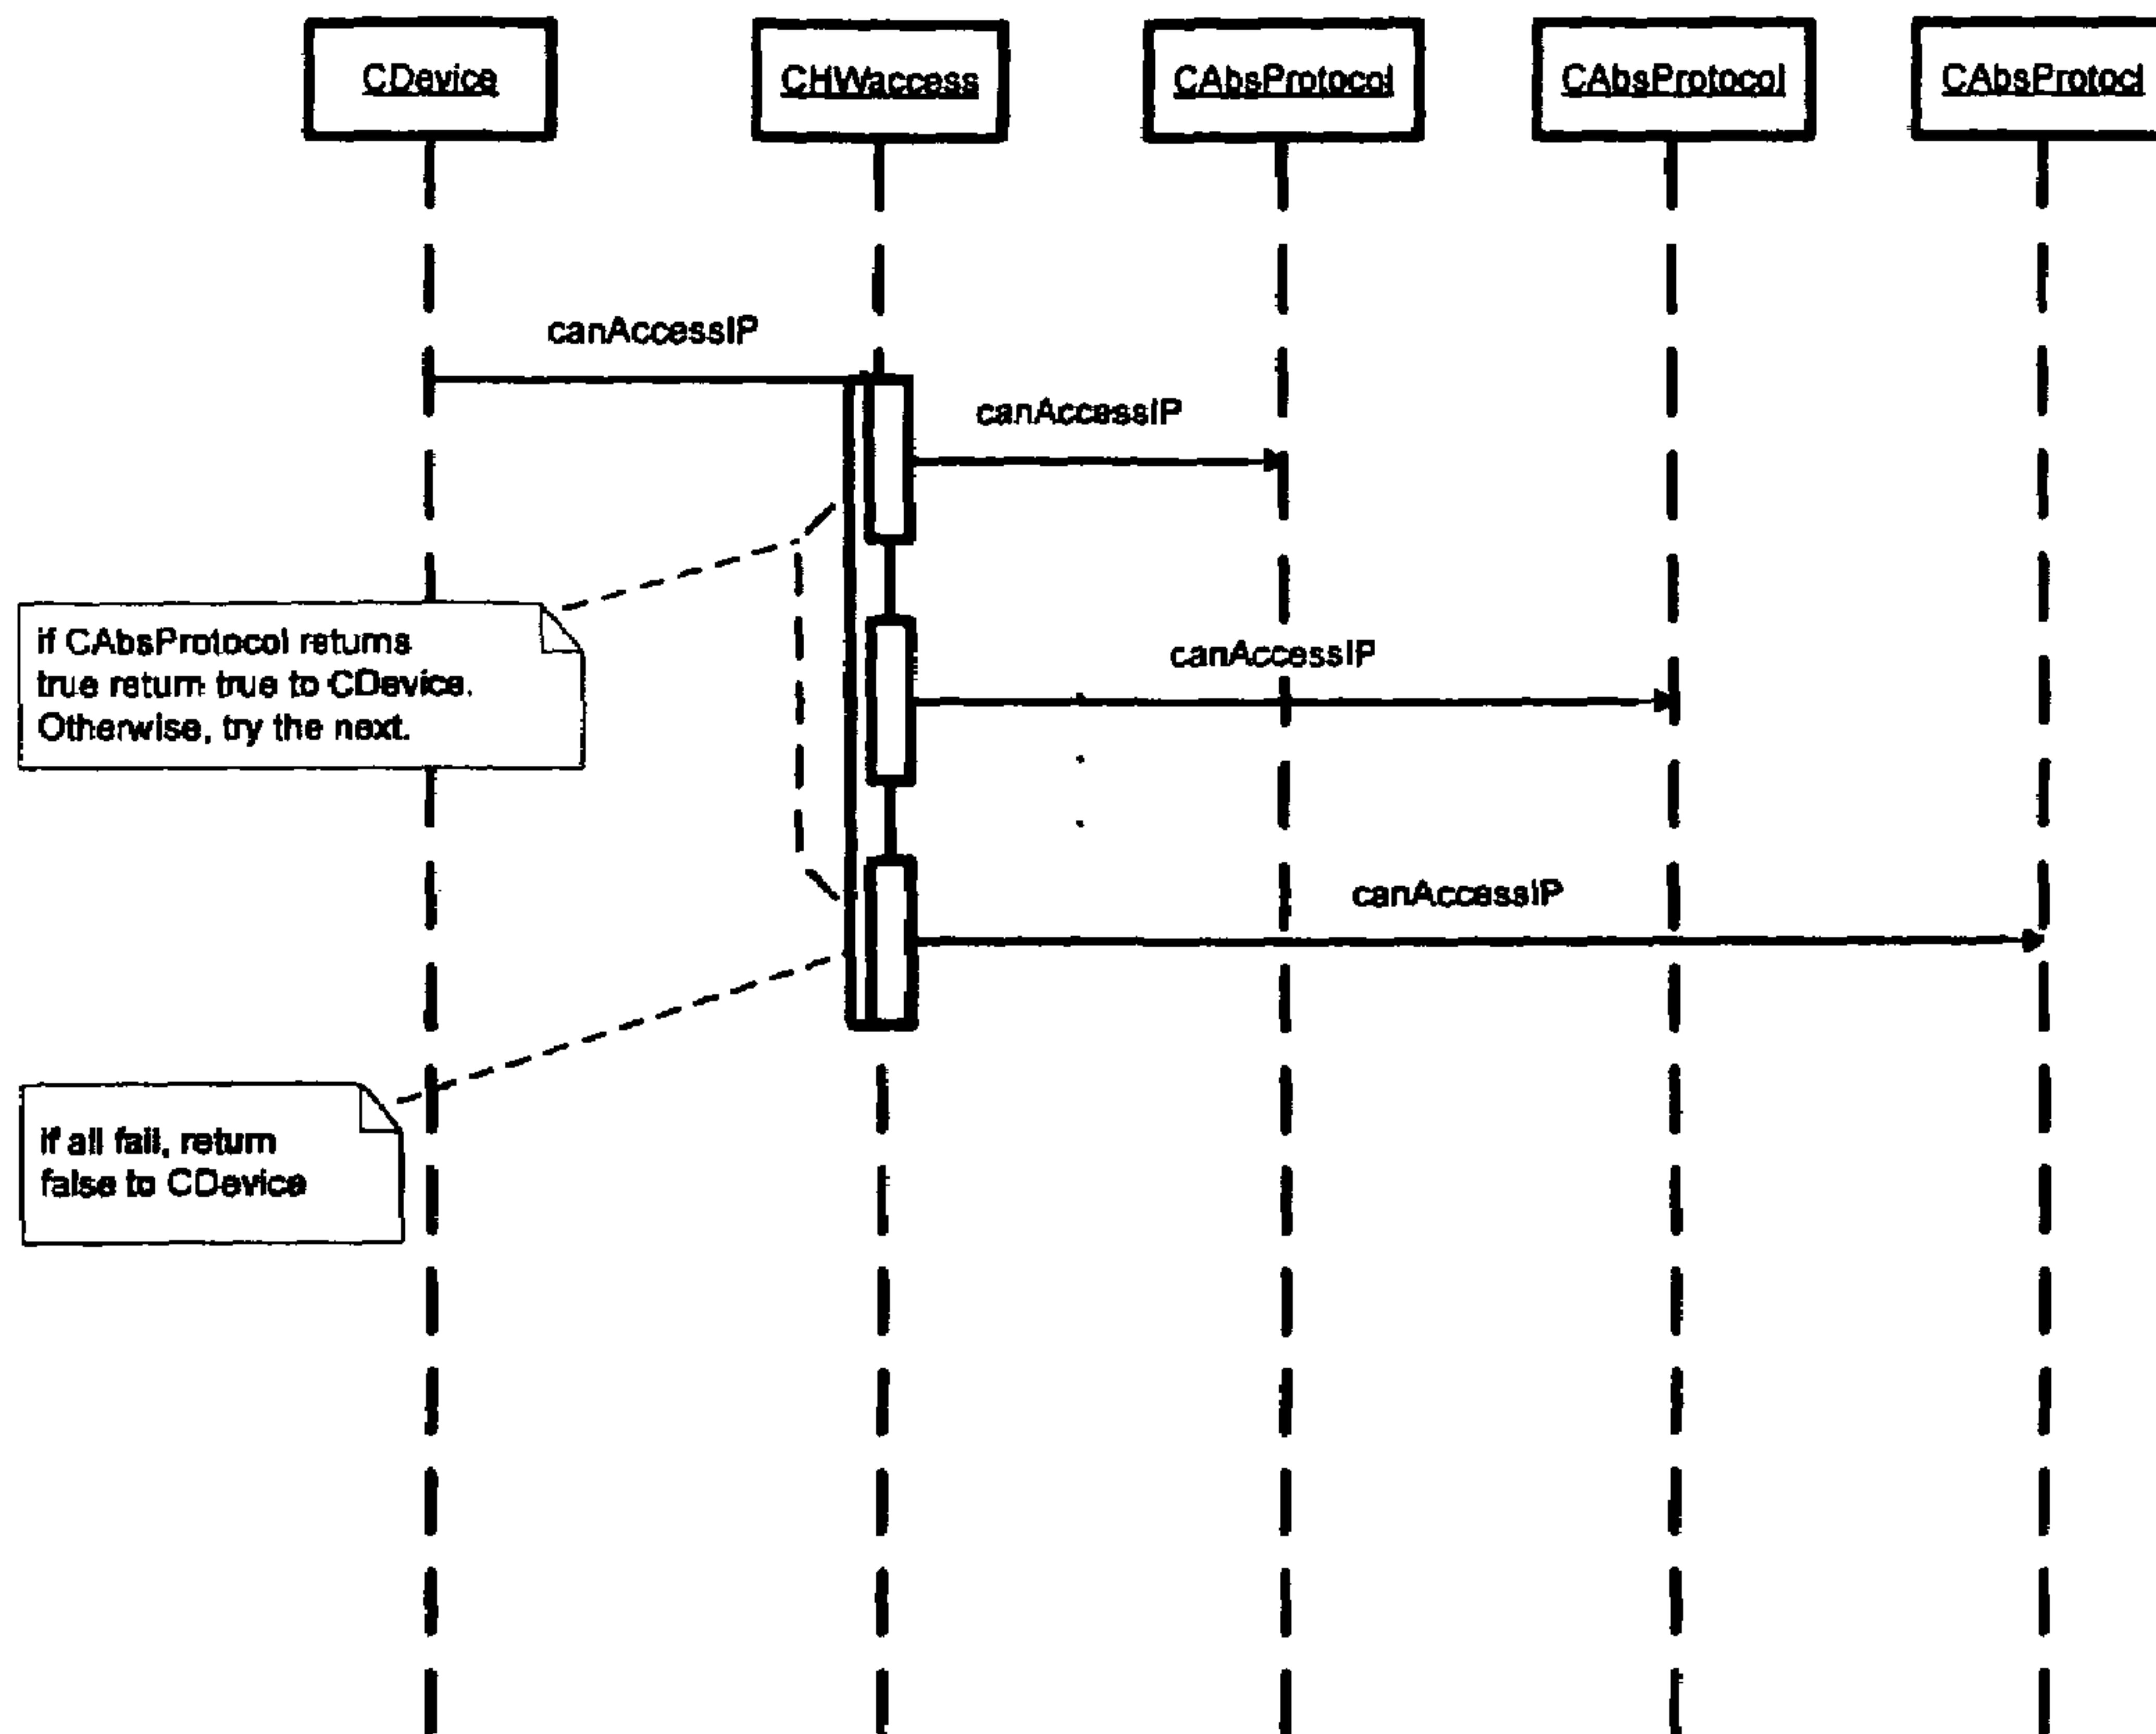 CDevice
CHWaccess
CAbsProtocol
CAbsProtocol
CAbsProtocl
canAccessIP
canAccessIP
if CAbsProtocol returns
true return true to CDevice.
Otherwise, try the next.
canAccessIP
canAccessIP
if all fail, return
false to CDevice